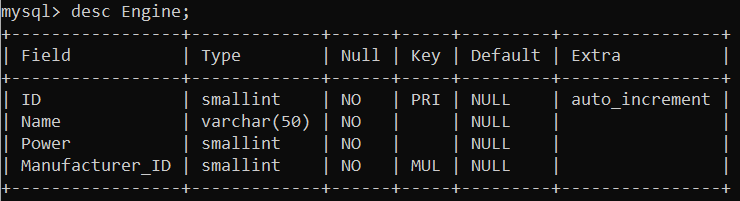 mysql> desc Engine;
+-----------------+-------------+------+-----+---------+----------------+
| Field           | Type        | Null | Key | Default | Extra          |
+-----------------+-------------+------+-----+---------+----------------+
| ID              | smallint    | NO   | PRI | NULL    | auto_increment |
| Name            | varchar(50) | NO   |     | NULL    |                |
| Power           | smallint    | NO   |     | NULL    |                |
| Manufacturer_ID | smallint    | NO   | MUL | NULL    |                |
+-----------------+-------------+------+-----+---------+----------------+